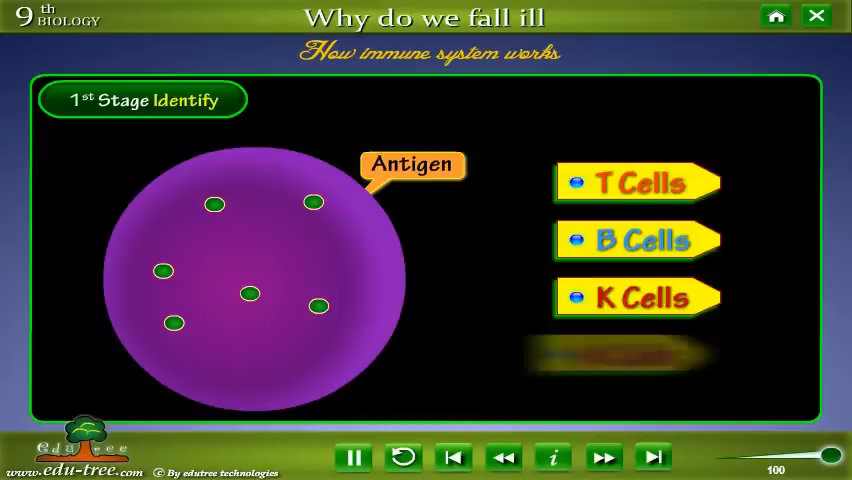 9th BIOLOGY
Why do we fall ill
How immune system works
1st Stage Identify
Antigen
T Cells
B Cells
K Cells
edutree
www.edu-tree.com © By edutree technologies
i
100